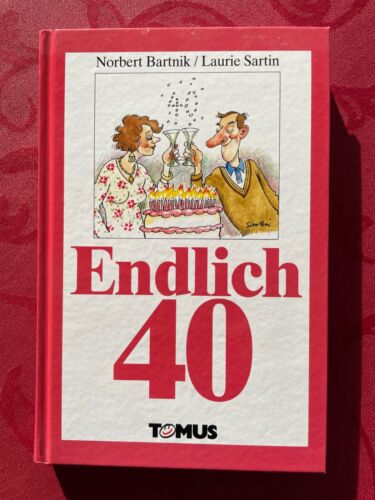 Norbert Bartnik / Laurie Sartin
Endlich
40
TOMUS